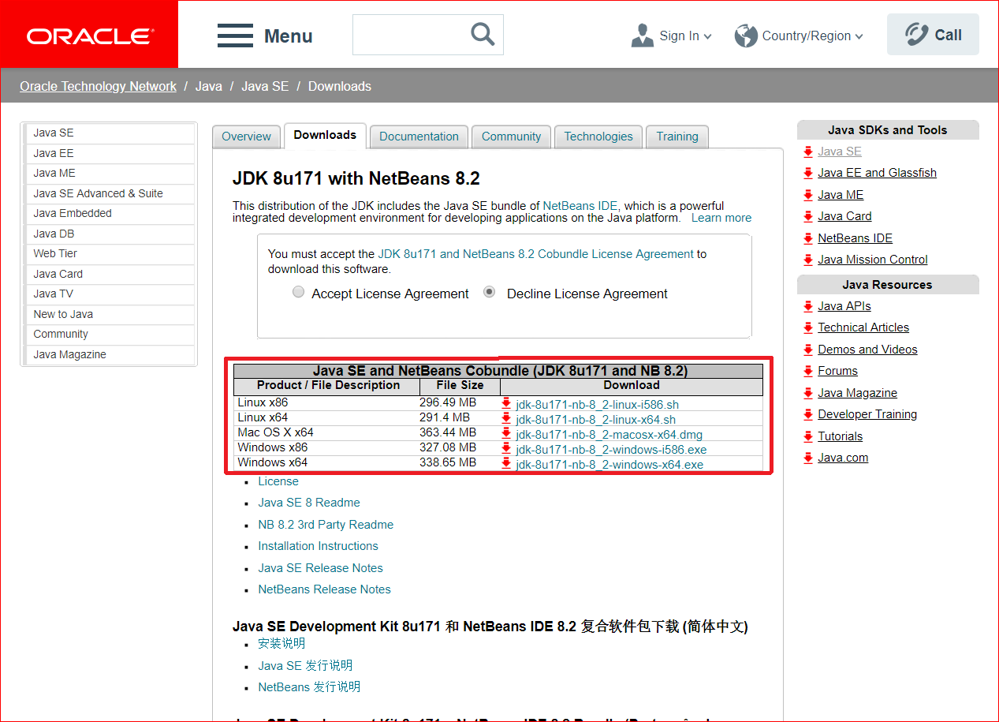 ORACLE
Menu
Sign In
Country/Region
Call
Oracle Technology Network / Java / Java SE / Downloads
Java SE
Java EE
Java ME
Java SE Advanced & Suite
Java Embedded
Java DB
Web Tier
Java Card
Java TV
New to Java
Community
Java Magazine
Overview
Downloads
Documentation
Community
Technologies
Training
JDK 8u171 with NetBeans 8.2
This distribution of the JDK includes the Java SE bundle of NetBeans IDE, which is a powerful
integrated development environment for developing applications on the Java platform. Learn more
You must accept the JDK 8u171 and NetBeans 8.2 Cobundle License Agreement to
download this software.
Accept License Agreement Decline License Agreement
Java SE and NetBeans Cobundle (JDK 8u171 and NB 8.2)
Product / File Description File Size Download
Linux x86 296.49 MB jdk-8u171-nb-8_2-linux-i586.sh
Linux x64 291.4 MB jdk-8u171-nb-8_2-linux-x64.sh
Mac OS X x64 363.44 MB jdk-8u171-nb-8_2-macosx-x64.dmg
Windows x86 327.08 MB jdk-8u171-nb-8_2-windows-i586.exe
Windows x64 338.65 MB jdk-8u171-nb-8_2-windows-x64.exe
License
Java SE 8 Readme
NB 8.2 3rd Party Readme
Installation Instructions
Java SE Release Notes
NetBeans Release Notes
Java SE Development Kit 8u171 和 NetBeans IDE 8.2 复合软件包下载 (简体中文)
安装说明
Java SE 发行说明
NetBeans 发行说明
Java SDKs and Tools
Java SE
Java EE and Glassfish
Java ME
Java Card
NetBeans IDE
Java Mission Control
Java Resources
Java APIs
Technical Articles
Demos and Videos
Forums
Java Magazine
Developer Training
Tutorials
Java.com